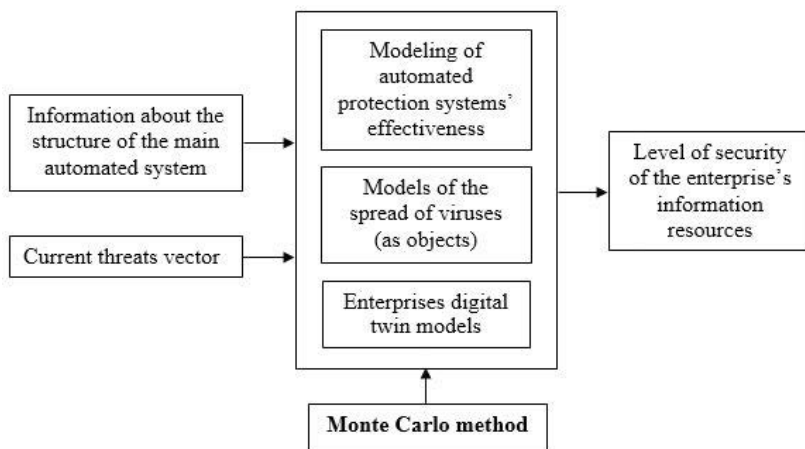 Information about the
structure of the main
automated system
Current threats vector
Modeling of
automated
protection systems’
effectiveness
Models of the
spread of viruses
(as objects)
Enterprises digital
twin models
Monte Carlo method
Level of security
of the enterprise’s
information
resources